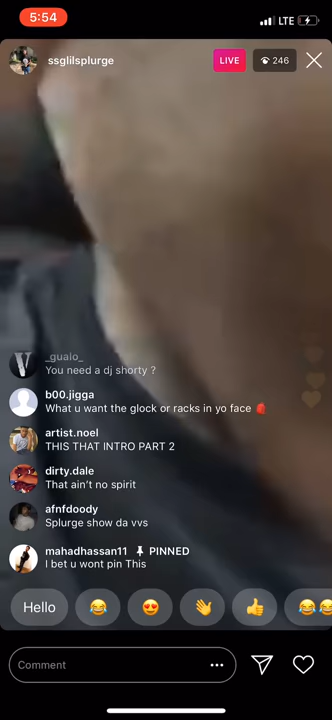 5:54
LTE
ssglilsplurge
LIVE
246
_gualo_
You need a dj shorty ?
b00.jigga
What u want the glock or racks in yo face
artist.noel
THIS THAT INTRO PART 2
dirty.dale
That ain't no spirit
afnfdoody
Splurge show da vvs
mahadhassan11 PINNED
I bet u wont pin This
Hello
Comment